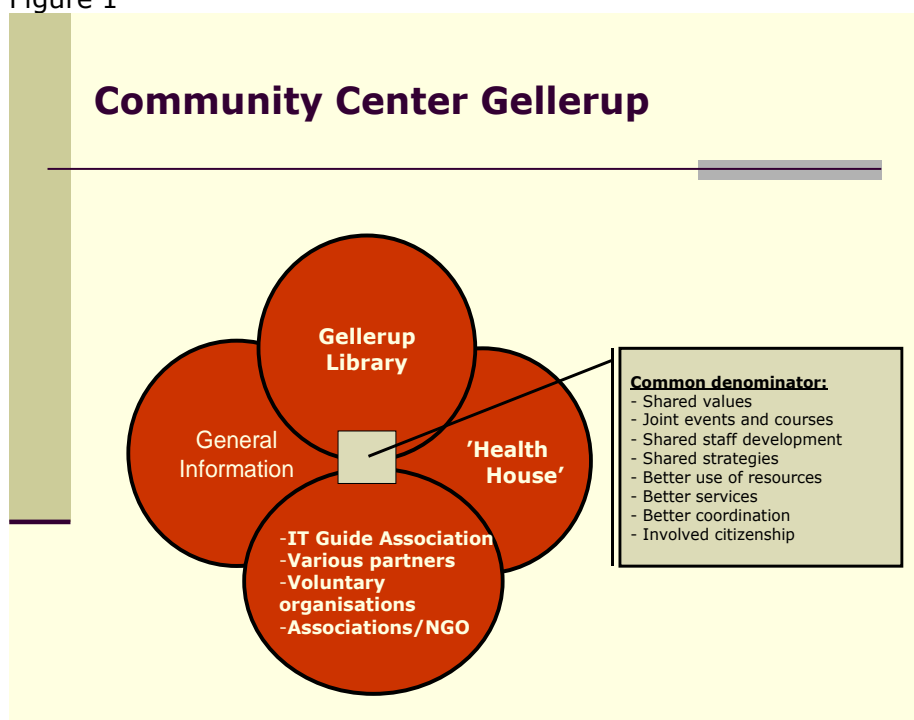 Figure 1
Community Center Gellerup
Gellerup
Library
General
Information
’Health
House’
-IT Guide Association
-Various partners
-Voluntary
organisations
-Associations/NGO
Common denominator:
- Shared values
- Joint events and courses
- Shared staff development
- Shared strategies
- Better use of resources
- Better services
- Better coordination
- Involved citizenship